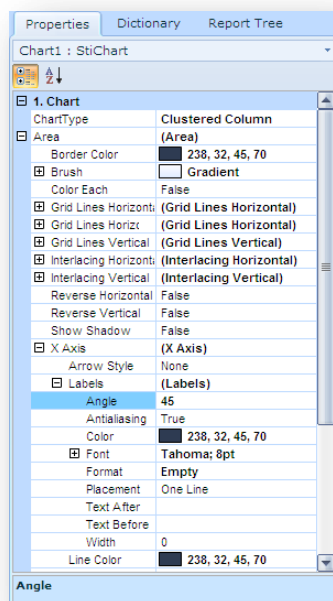 Properties Dictionary Report Tree
Chart1 : StiChart
1. Chart
ChartType Clustered Column
Area (Area)
Border Color 238, 32, 45, 70
Brush Gradient
Color Each False
Grid Lines Horizonta (Grid Lines Horizontal)
Grid Lines Horizc (Grid Lines Horizontal)
Grid Lines Vertical (Grid Lines Vertical)
Interlacing Horizonta (Interlacing Horizontal)
Interlacing Vertical (Interlacing Vertical)
Reverse Horizontal False
Reverse Vertical False
Show Shadow False
X Axis (X Axis)
Arrow Style None
Labels (Labels)
Angle 45
Antialiasing True
Color 238, 32, 45, 70
Font Tahoma; 8pt
Format Empty
Placement One Line
Text After
Text Before
Width 0
Line Color 238, 32, 45, 70
Angle